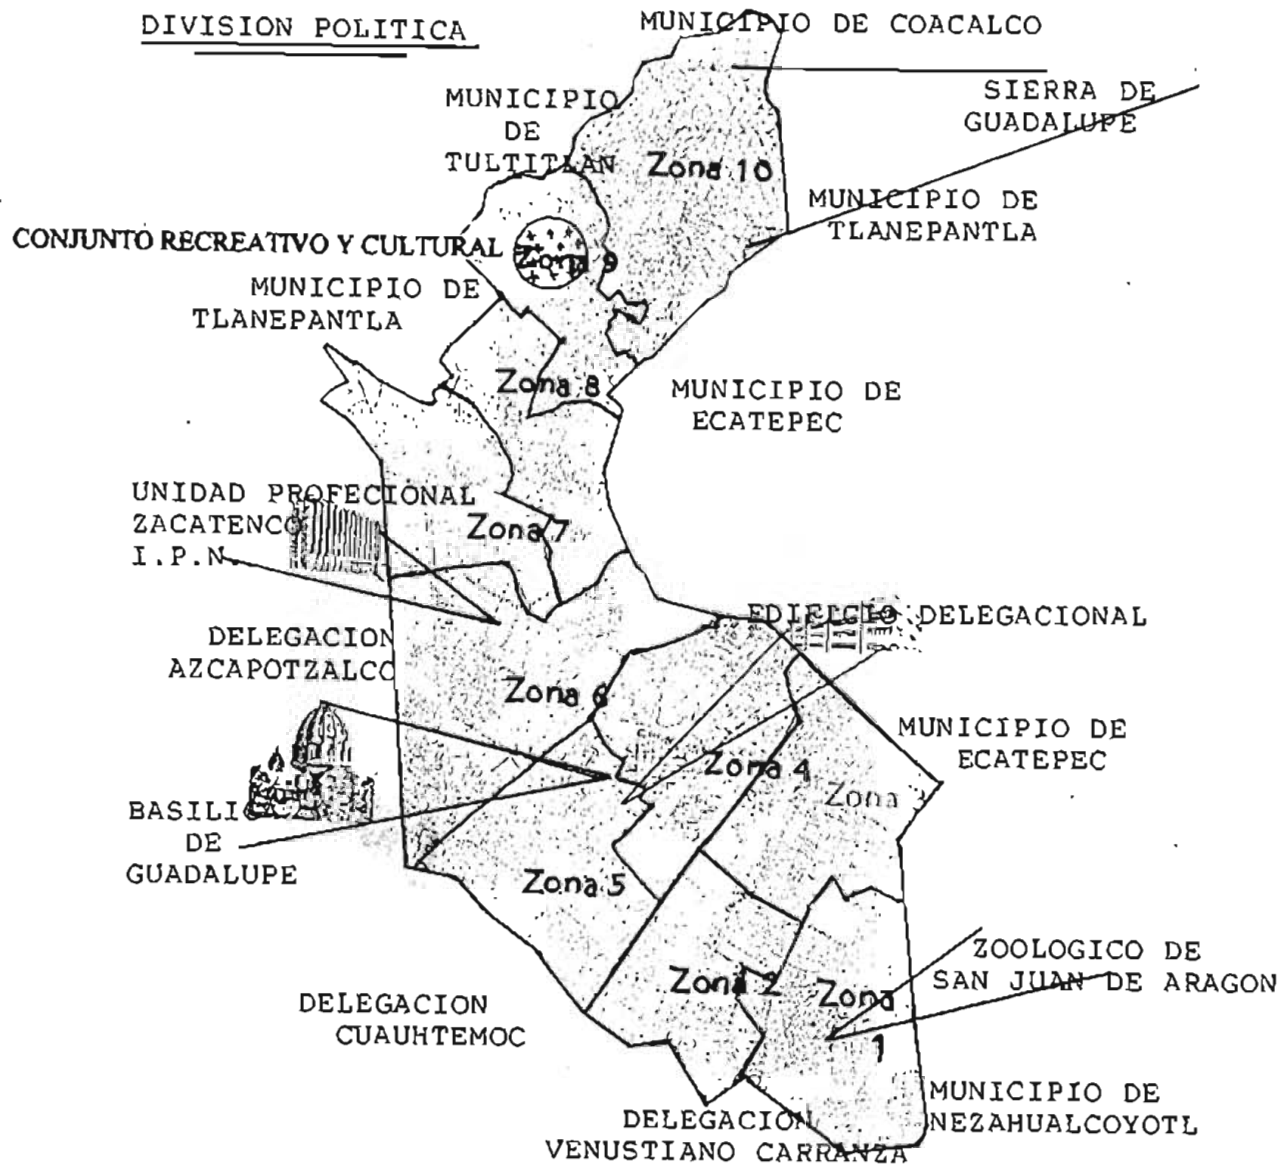 DIVISION POLITICA
MUNICIPIO DE COACALCO
SIERRA DE
GUADALUPE
MUNICIPIO
DE
TULTITLAN
Zona 10
MUNICIPIO DE
TLANEPANTLA
CONJUNTO RECREATIVO Y CULTURAL
Zona 9
MUNICIPIO DE
TLANEPANTLA
Zona 8
MUNICIPIO DE
ECATEPEC
UNIDAD PROFECIONAL
ZACATENCO
I.P.N.
Zona 7
EDIFICIO DELEGACIONAL
DELEGACION
AZCAPOTZALCO
Zona 6
MUNICIPIO DE
ECATEPEC
Zona 4
Zona 3
BASILICA
DE
GUADALUPE
Zona 5
ZOOLOGICO DE
SAN JUAN DE ARAGON
Zona 2
Zona
1
DELEGACION
CUAUHTEMOC
MUNICIPIO DE
NEZAHUALCOYOTL
DELEGACION
VENUSTIANO CARRANZA